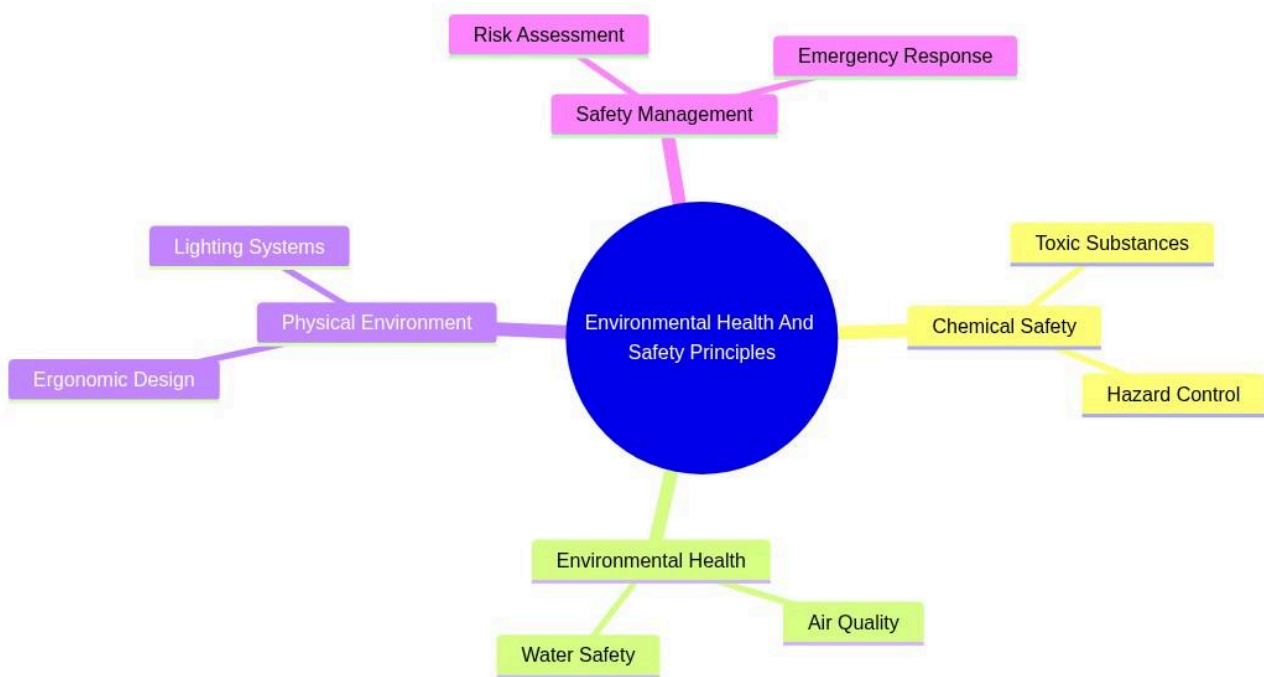 Risk Assessment
Emergency Response
Safety Management
Lighting Systems
Physical Environment
Ergonomic Design
Environmental Health And
Safety Principles
Toxic Substances
Chemical Safety
Hazard Control
Environmental Health
Air Quality
Water Safety